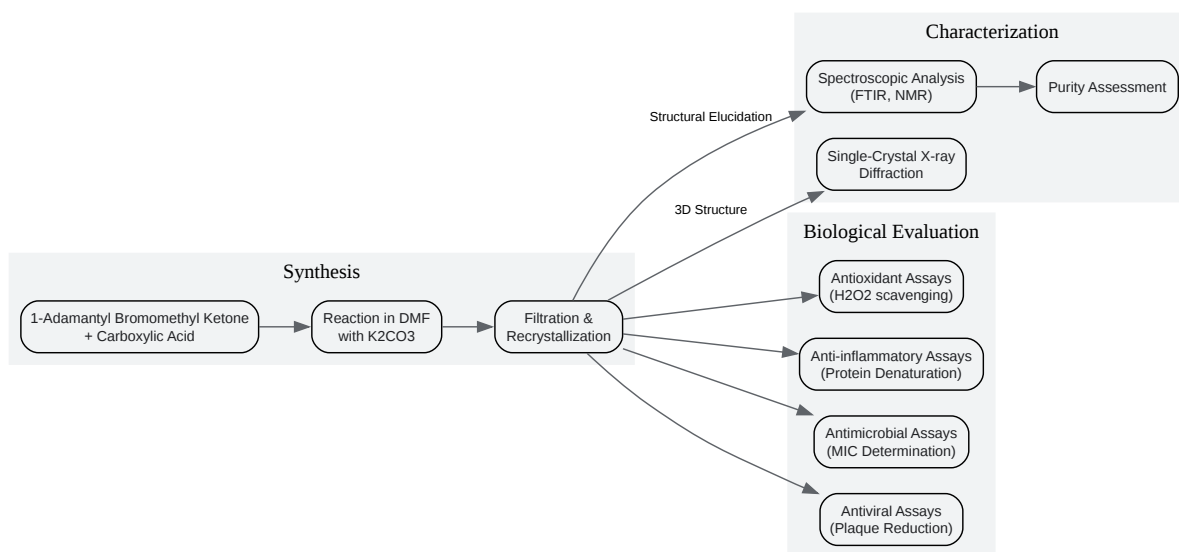 Synthesis
1-Adamantyl Bromomethyl Ketone
+ Carboxylic Acid
Reaction in DMF
with K2CO3
Filtration &
Recrystallization
Structural Elucidation
3D Structure
Characterization
Spectroscopic Analysis
(FTIR, NMR)
Purity Assessment
Single-Crystal X-ray
Diffraction
Biological Evaluation
Antioxidant Assays
(H2O2 scavenging)
Anti-inflammatory Assays
(Protein Denaturation)
Antimicrobial Assays
(MIC Determination)
Antiviral Assays
(Plaque Reduction)